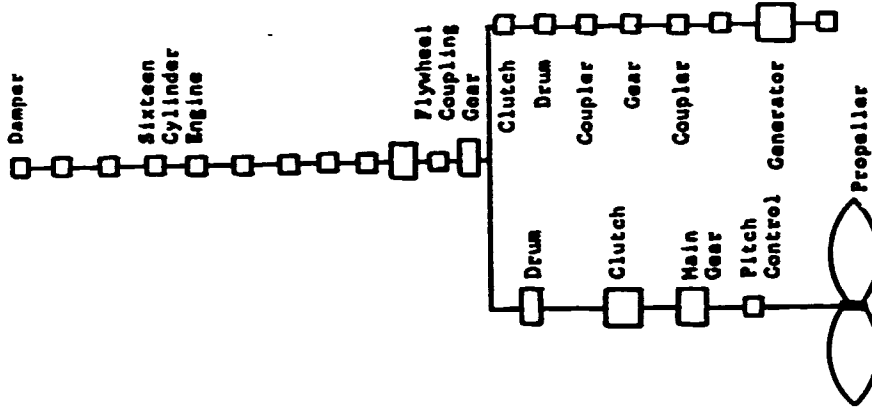 Damper
Sixteen
Cylinder
Engine
Flywheel
Coupling
Gear
Clutch
Drum
Coupler
Gear
Coupler
Generator
Drum
Clutch
Main
Gear
Pitch
Control
Propeller